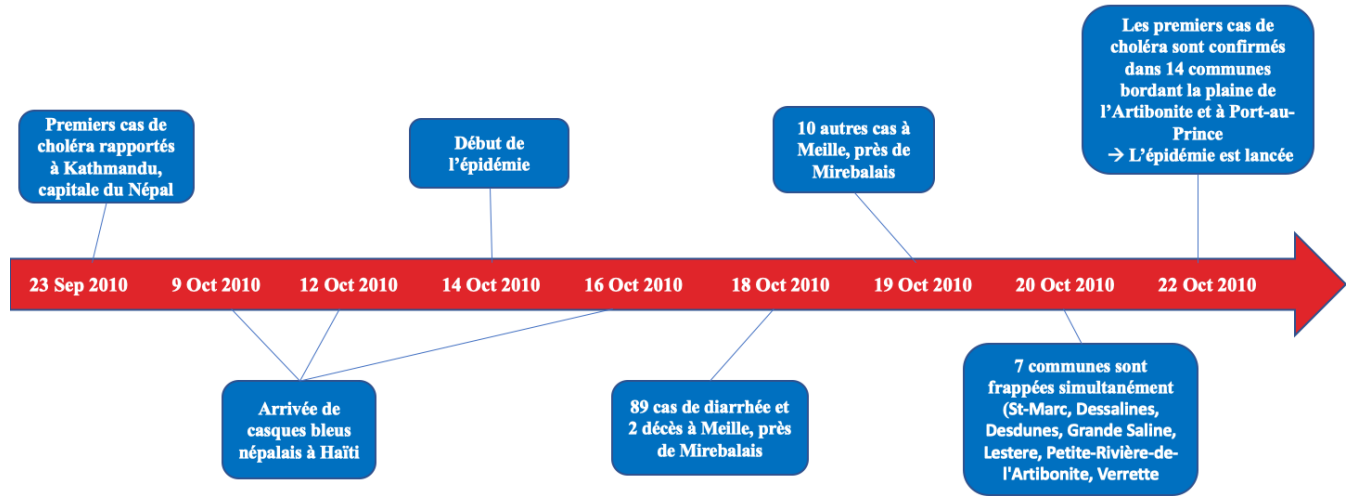 Premiers cas de
choléra rapportés
à Kathmandu,
capitale du Népal
Début de
l'épidémie
10 autres cas à
Meille, près de
Mirebalais
Les premiers cas de
choléra sont confirmés
dans 14 communes
bordant la plaine de
l'Artibonite et à Port-au-
Prince
→ L'épidémie est lancée
23 Sep 2010
9 Oct 2010
12 Oct 2010
14 Oct 2010
16 Oct 2010
18 Oct 2010
19 Oct 2010
20 Oct 2010
22 Oct 2010
Arrivée de
casques bleus
népalais à Haïti
89 cas de diarrhée et
2 décès à Meille, près
de Mirebalais
7 communes sont
frappées simultanément
(St-Marc, Dessalines,
Desdunes, Grande Saline,
Lestere, Petite-Rivière-de-
l'Artibonite, Verrette